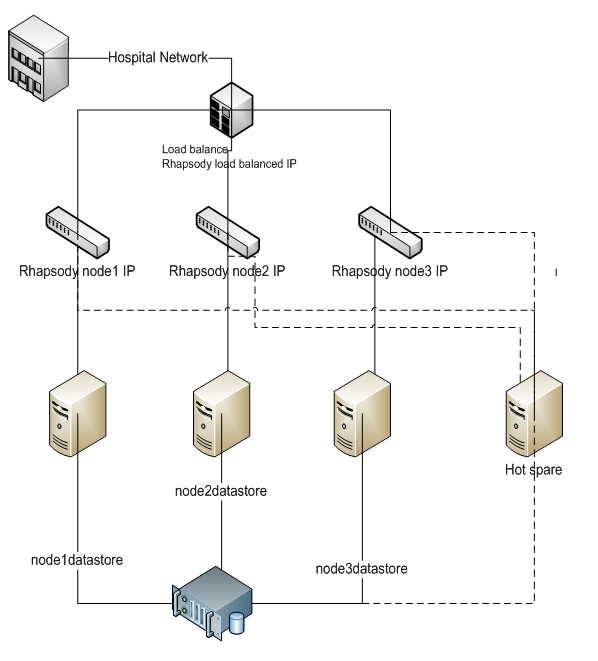 Hospital Network
Load balance
Rhapsody load balanced IP
Rhapsody node1 IP
Rhapsody node2 IP
Rhapsody node3 IP
Hot spare
node2datastore
node1datastore
node3datastore